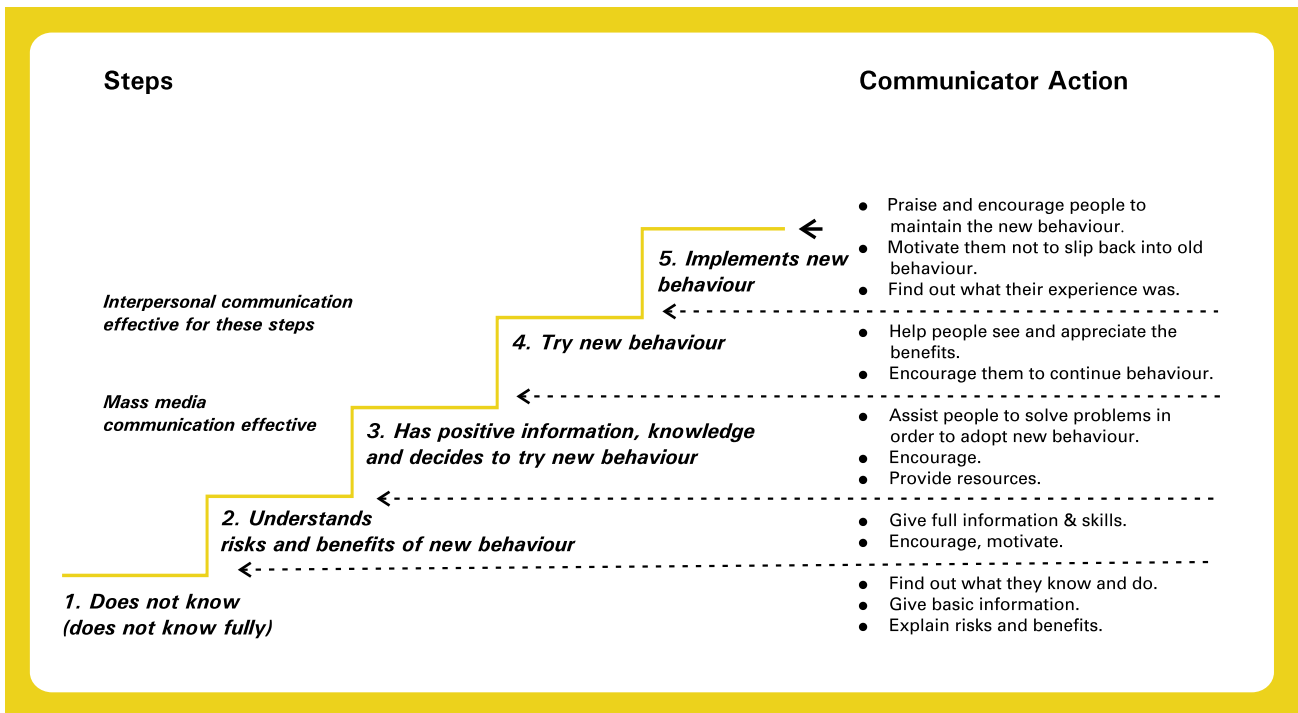 Steps
Communicator Action
● Praise and encourage people to
maintain the new behaviour.
● Motivate them not to slip back into old
behaviour.
● Find out what their experience was.
5. Implements new
behaviour
Interpersonal communication
effective for these steps
● Help people see and appreciate the
benefits.
● Encourage them to continue behaviour.
4. Try new behaviour
Mass media
communication effective
● Assist people to solve problems in
order to adopt new behaviour.
● Encourage.
● Provide resources.
3. Has positive information, knowledge
and decides to try new behaviour
● Give full information & skills.
● Encourage, motivate.
2. Understands
risks and benefits of new behaviour
● Find out what they know and do.
● Give basic information.
● Explain risks and benefits.
1. Does not know
(does not know fully)